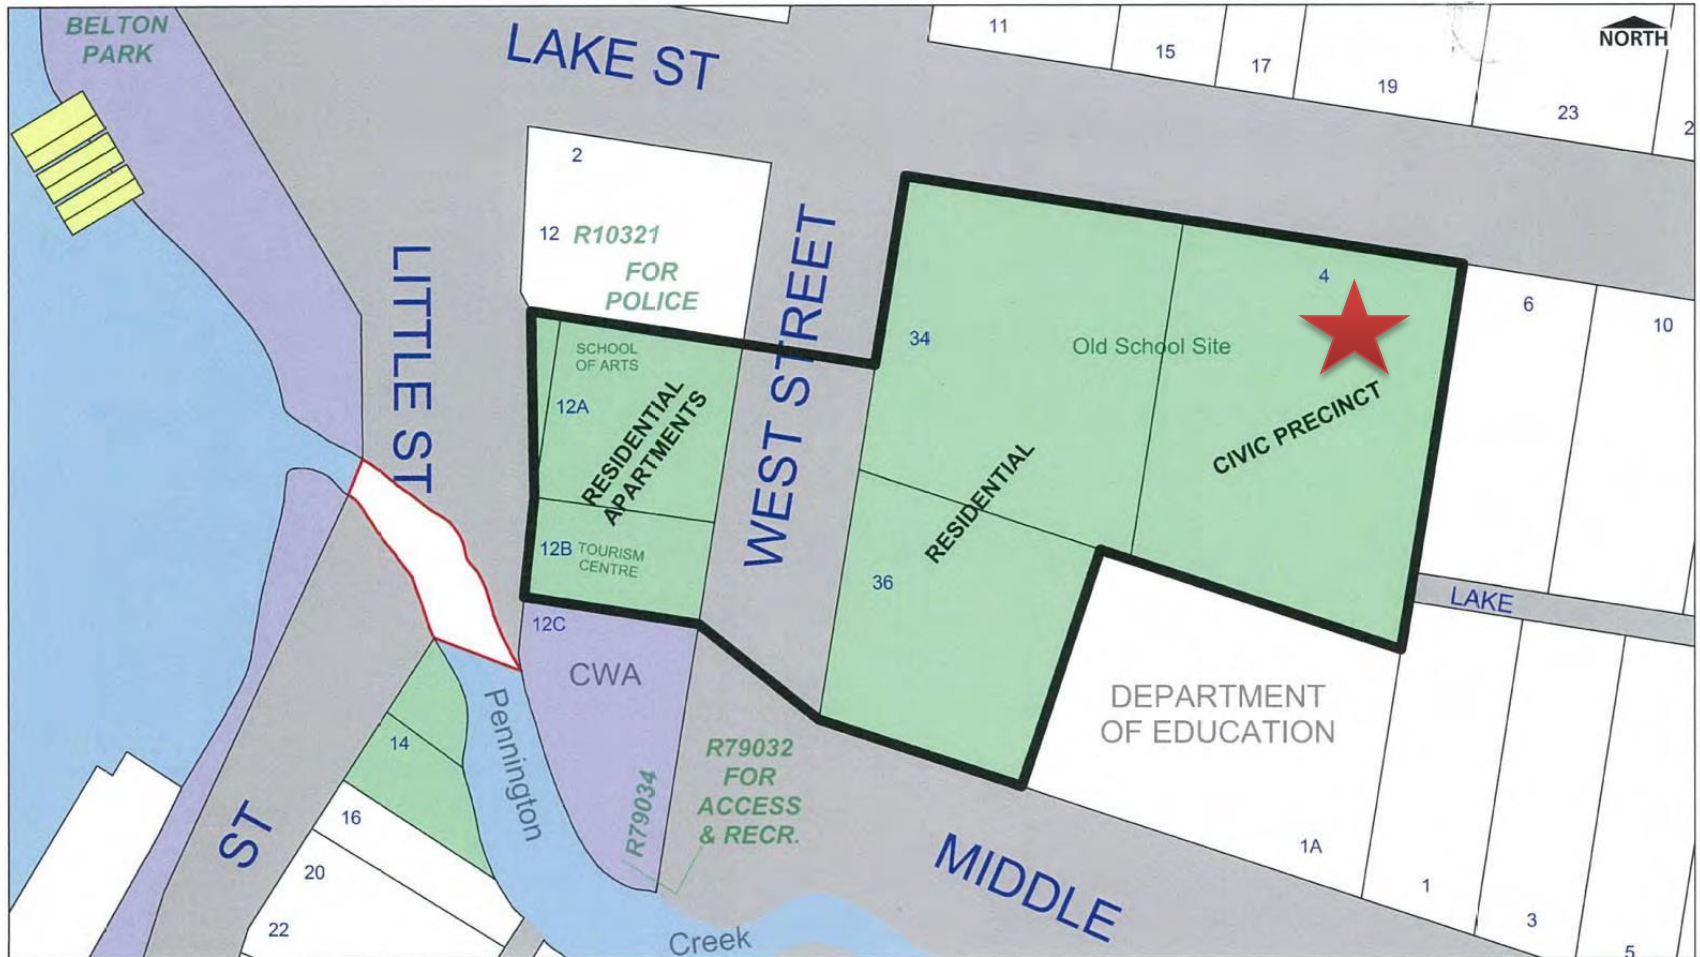 BELTON
PARK
LAKE ST
11
15
17
19
23
2
NORTH
2
12
R10321
FOR
POLICE
LITTLE ST
WEST STREET
4
34
Old School Site
6
10
SCHOOL
OF ARTS
12A
RESIDENTIAL
APARTMENTS
CIVIC PRECINCT
RESIDENTIAL
12B
TOURISM
CENTRE
36
LAKE
12C
CWA
DEPARTMENT
OF EDUCATION
Pennington
14
R79032
FOR
ACCESS
& RECR.
R79034
16
ST
20
22
MIDDLE
1A
1
3
5
Creek